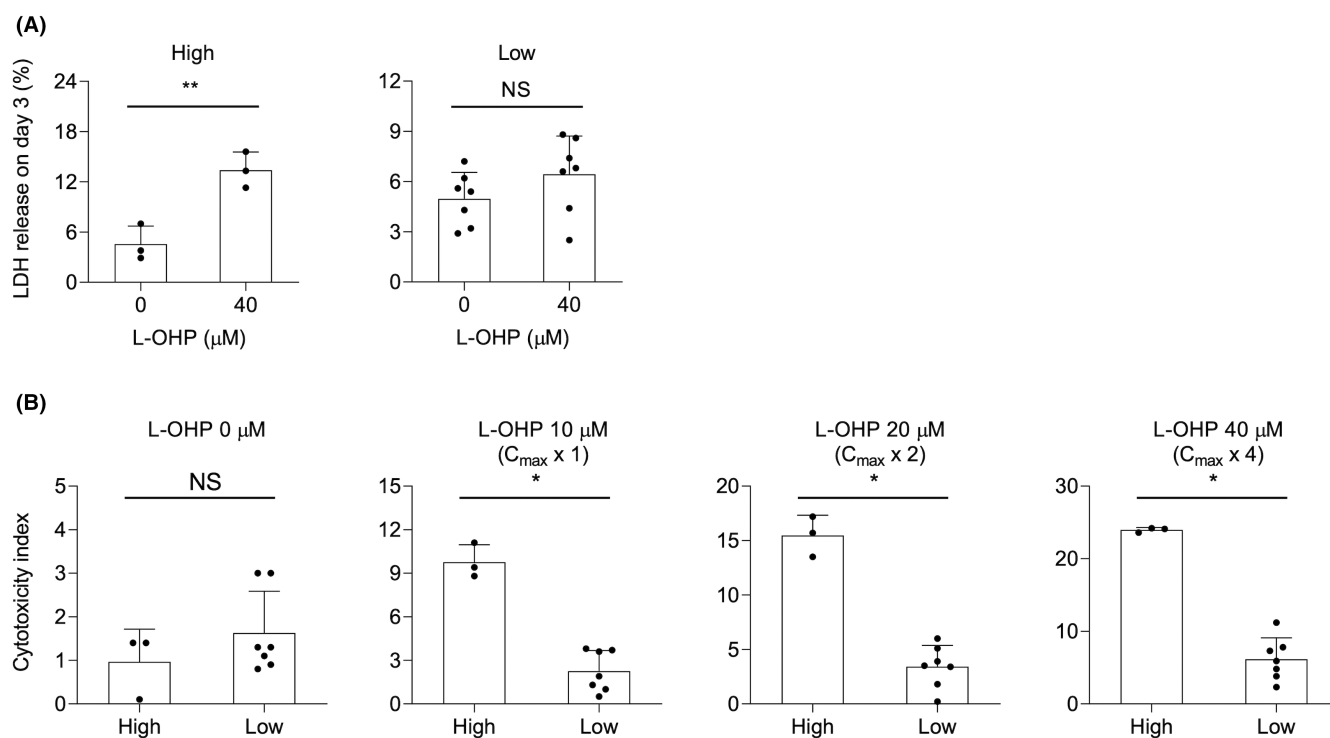 (A)
High
Low
LDH release on day 3 (%)
24
18
12
6
0
**
0
40
L-OHP (μM)
12
9
6
3
0
NS
0
40
L-OHP (μM)
(B)
L-OHP 0 μM
L-OHP 10 μM
(Cmax x 1)
L-OHP 20 μM
(Cmax x 2)
L-OHP 40 μM
(Cmax x 4)
Cytotoxicity index
5
4
3
2
1
0
NS
High
Low
15
12
9
6
3
0
*
High
Low
20
15
10
5
0
*
High
Low
30
20
10
0
*
High
Low